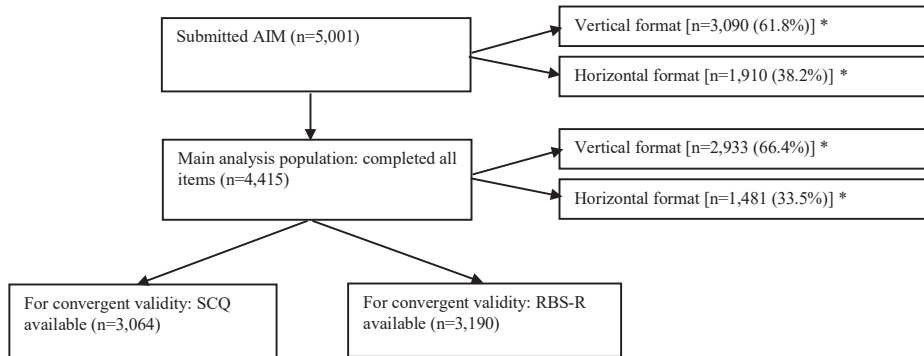 Submitted AIM (n=5,001)
Vertical format [n=3,090 (61.8%)] *
Horizontal format [n=1,910 (38.2%)] *
Main analysis population: completed all
items (n=4,415)
Vertical format [n=2,933 (66.4%)] *
Horizontal format [n=1,481 (33.5%)] *
For convergent validity: SCQ
available (n=3,064)
For convergent validity: RBS-R
available (n=3,190)